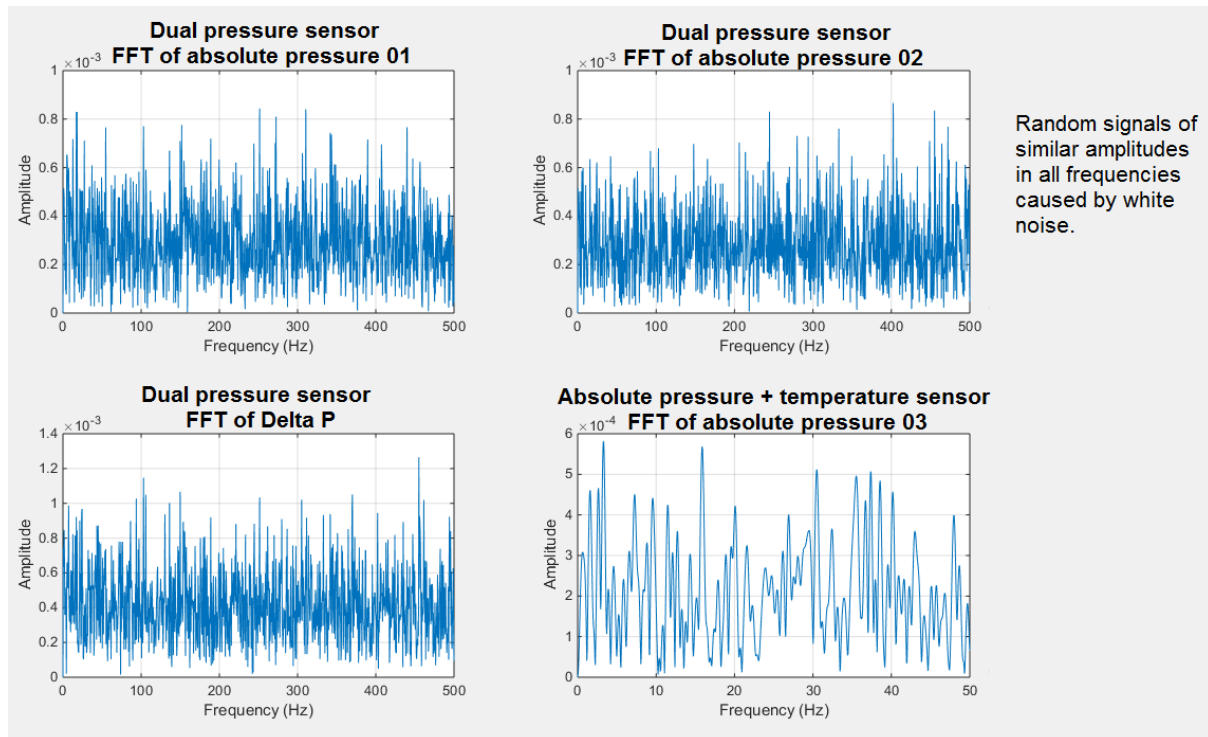 Dual pressure sensor
FFT of absolute pressure 01
×10-3
1
0.8
0.6
0.4
0.2
0
Amplitude
0 100 200 300 400 500
Frequency (Hz)
Dual pressure sensor
FFT of absolute pressure 02
×10-3
1
0.8
0.6
0.4
0.2
0
Amplitude
0 100 200 300 400 500
Frequency (Hz)
Random signals of
similar amplitudes
in all frequencies
caused by white
noise.
Dual pressure sensor
FFT of Delta P
×10-3
1.4
1.2
1
0.8
0.6
0.4
0.2
0
Amplitude
0 100 200 300 400 500
Frequency (Hz)
Absolute pressure + temperature sensor
FFT of absolute pressure 03
×10-4
6
5
4
3
2
1
0
Amplitude
0 10 20 30 40 50
Frequency (Hz)